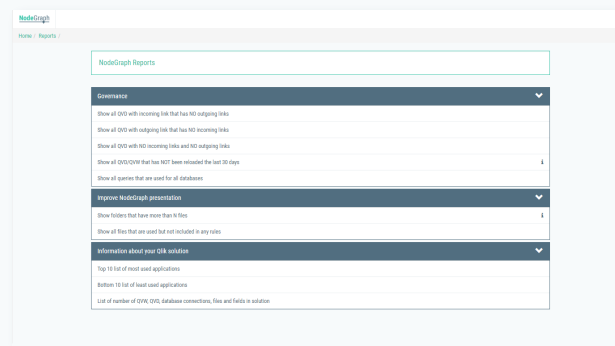 NodeGraph
Home / Reports /
NodeGraph Reports
Governance
Show all QVD with incoming link that has NO outgoing links
Show all QVD with outgoing link that has NO incoming links
Show all QVD with NO incoming links and NO outgoing links
Show all QVD/QVW that has NOT been reloaded the last 30 days
Show all queries that are used for all databases
Improve NodeGraph presentation
Show folders that have more than N files
Show all files that are used but not included in any rules
Information about your Qlik solution
Top 10 list of most used applications
Bottom 10 list of least used applications
List of number of QVW, QVD, database connections, files and fields in solution